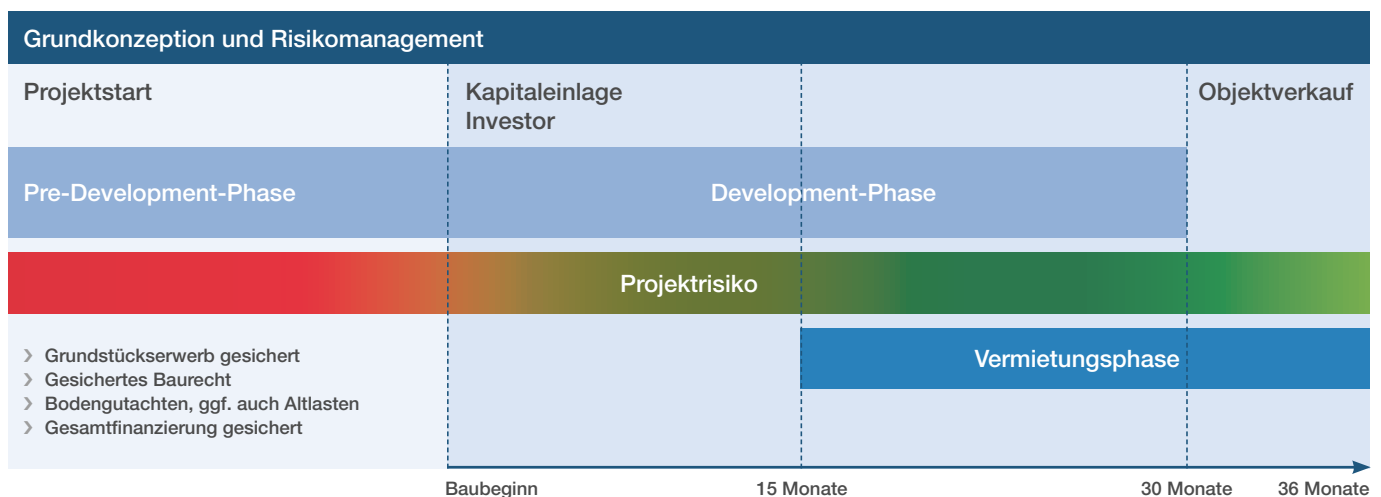 Grundkonzeption und Risikomanagement
Projektstart
Kapitaleinlage
Investor
Objektverkauf
Pre-Development-Phase
Development-Phase
Projektrisiko
Vermietungsphase
› Grundstückserwerb gesichert
› Gesichertes Baurecht
› Bodengutachten, ggf. auch Altlasten
› Gesamtfinanzierung gesichert
Baubeginn
15 Monate
30 Monate
36 Monate